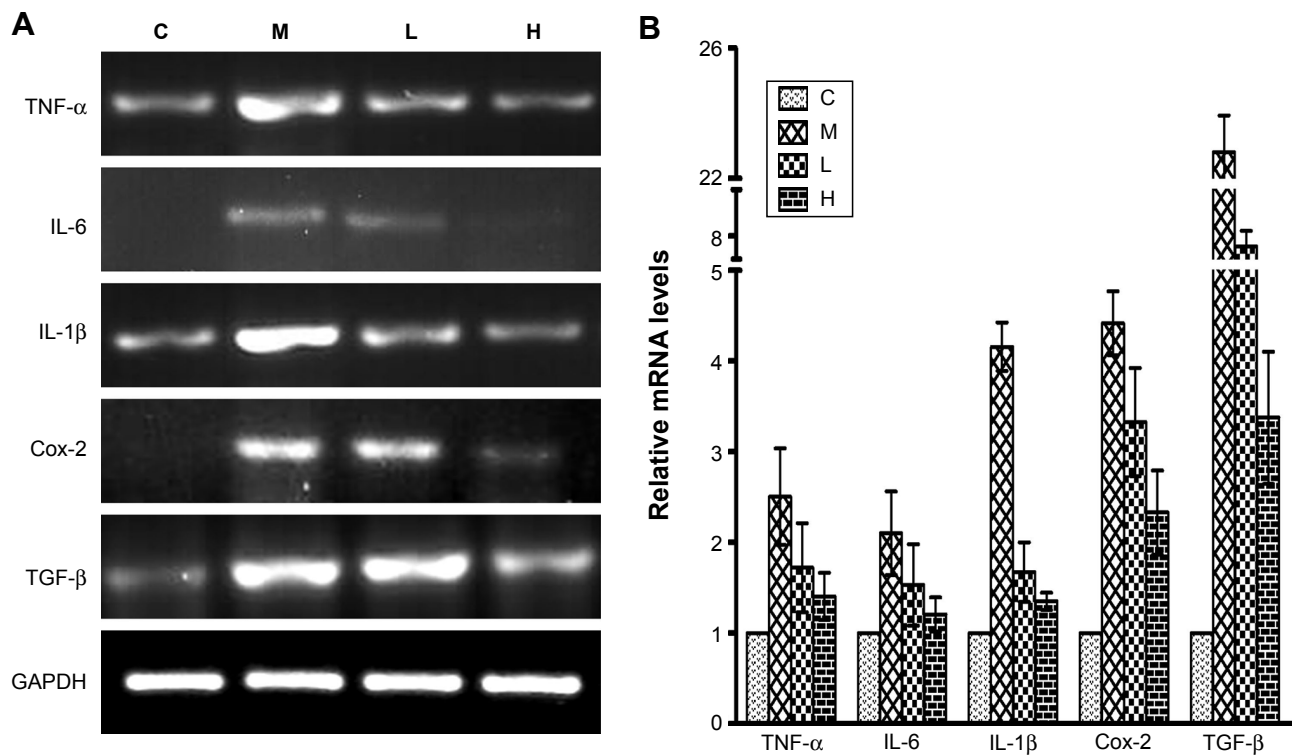 A
C M L H
TNF-α
IL-6
IL-1β
Cox-2
TGF-β
GAPDH
B
Relative mRNA levels
26
22
8
5
4
3
2
1
0
C
M
L
H
TNF-α IL-6 IL-1β Cox-2 TGF-β